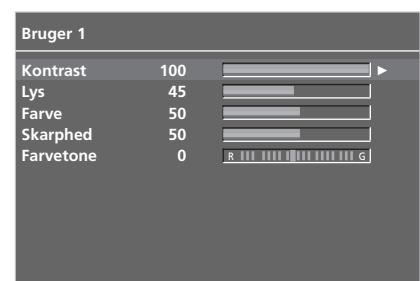 Bruger 1
Kontrast 100
Lys 45
Farve 50
Skarphed 50
Farvetone 0 R G